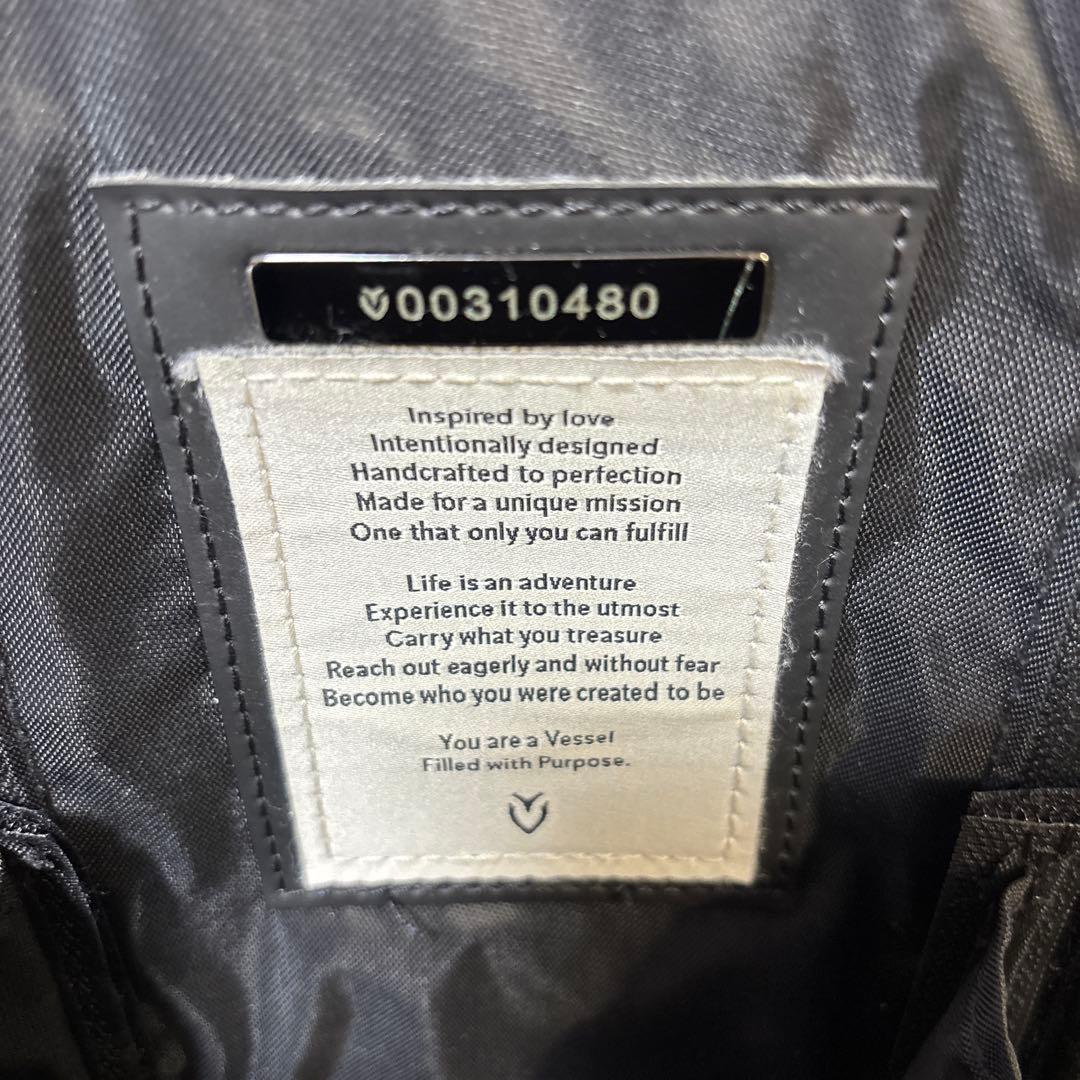 00310480
Inspired by love
Intentionally designed
Handcrafted to perfection
Made for a unique mission
One that only you can fulfill
Life is an adventure
Experience it to the utmost
Carry what you treasure
Reach out eagerly and without fear
Become who you were created to be
You are a Vessel
Filled with Purpose.